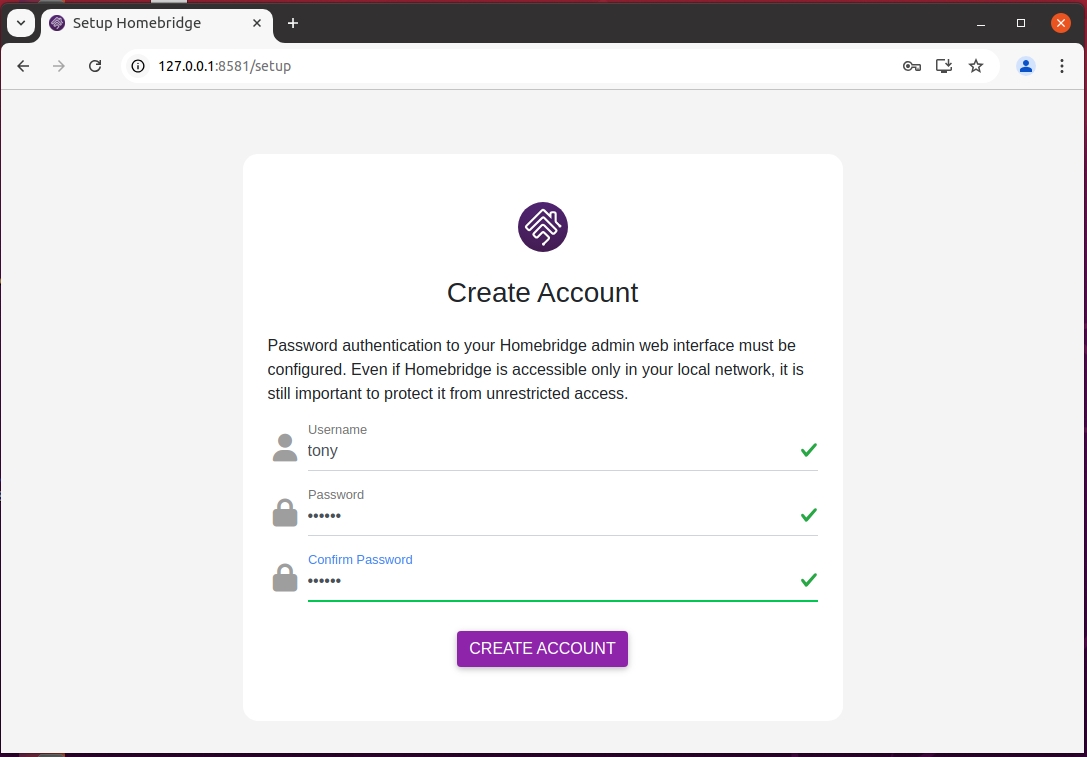 Setup Homebridge
127.0.0.1:8581/setup
Create Account
Password authentication to your Homebridge admin web interface must be
configured. Even if Homebridge is accessible only in your local network, it is
still important to protect it from unrestricted access.
Username
tony
Password
••••••
Confirm Password
••••••
CREATE ACCOUNT